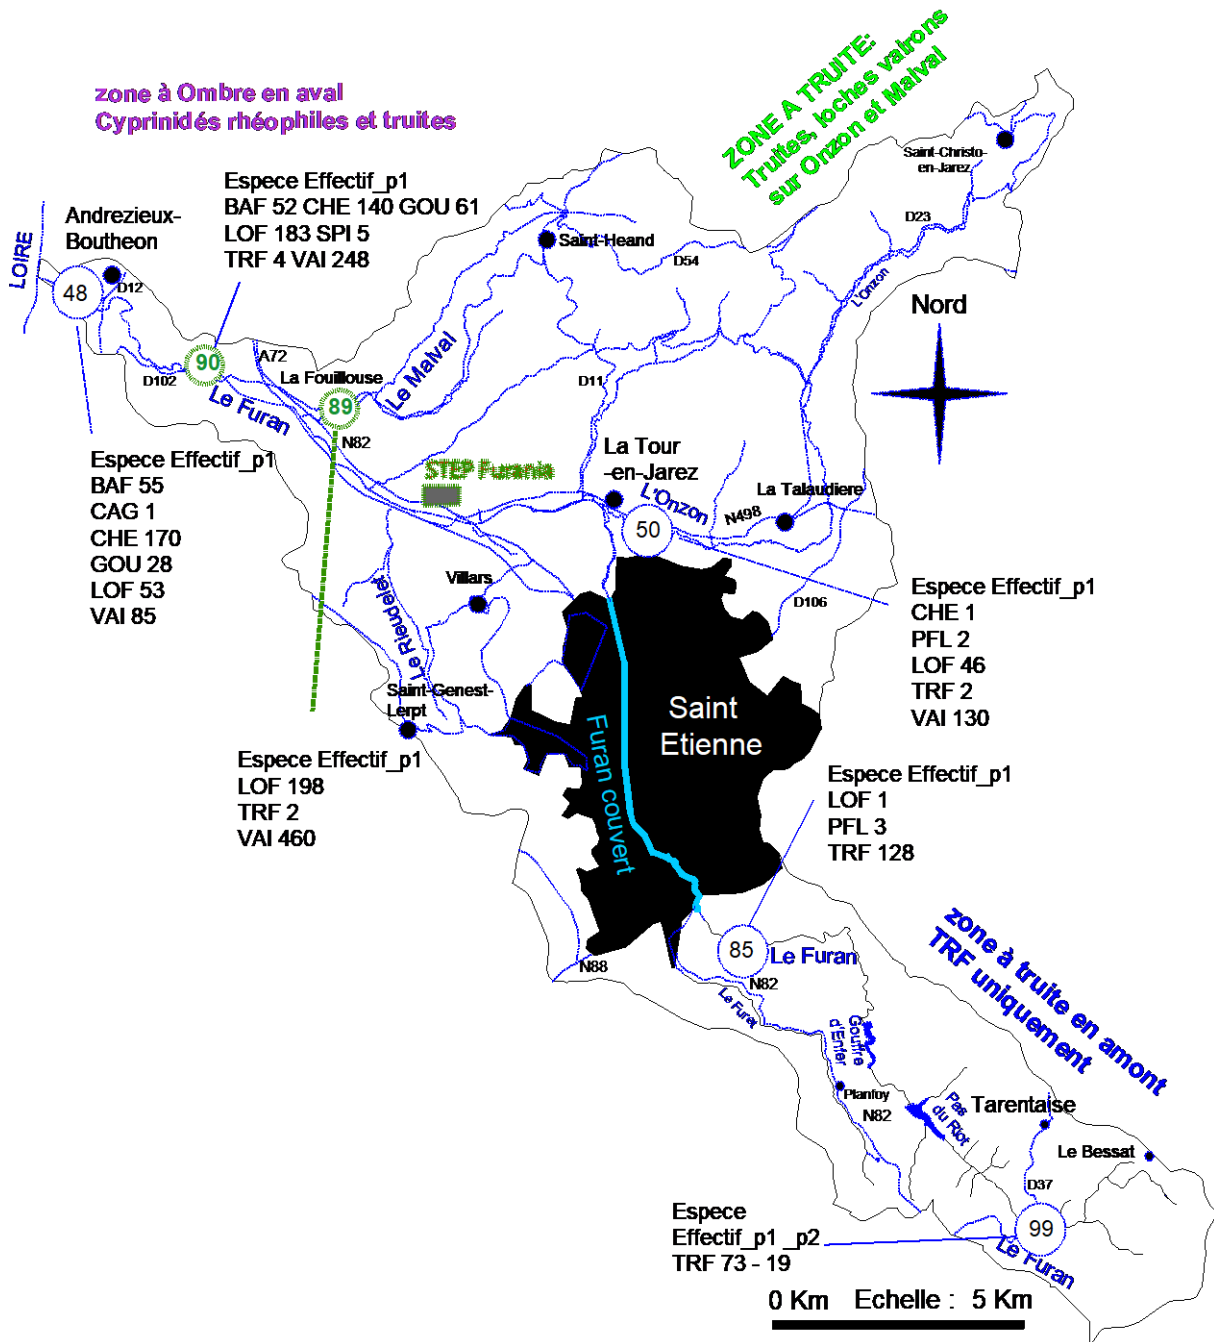 zone à Ombre en aval
Cyprinidés rhéophiles et truites
ZONE A TRUITE:
Truites, loches vairons
sur Onzon et Malval
Saint-Christo-
en-Jarez
D23
Espece Effectif_p1
BAF 52 CHE 140 GOU 61
LOF 183 SPI 5
TRF 4 VAI 248
Andrezieux-
Boutheon
LOIRE
48
D12
Saint-Heand
D54
L'Onzon
Nord
A72
90
D102
Le Furan
La Fouillouse
89
N82
Le Malval
D11
La Tour
-en-Jarez
STEP Furania
L'Onzon
La Talaudiere
N498
50
Espece Effectif_p1
BAF 55
CAG 1
CHE 170
GOU 28
LOF 53
VAI 85
Villars
D106
Espece Effectif_p1
CHE 1
PFL 2
LOF 46
TRF 2
VAI 130
Le Rieudelet
Saint-Genest-
Lerpt
Saint
Etienne
Furan couvert
Espece Effectif_p1
LOF 198
TRF 2
VAI 460
Espece Effectif_p1
LOF 1
PFL 3
TRF 128
zone à truite en amont
TRF uniquement
85
Le Furan
N88
N82
Le Furet
Gouffre
d'Enfer
Planfoy
N82
Pas
du Riot
Tarentaise
Le Bessat
D37
99
Le Furan
Espece
Effectif_p1 _p2
TRF 73 - 19
0 Km Echelle : 5 Km